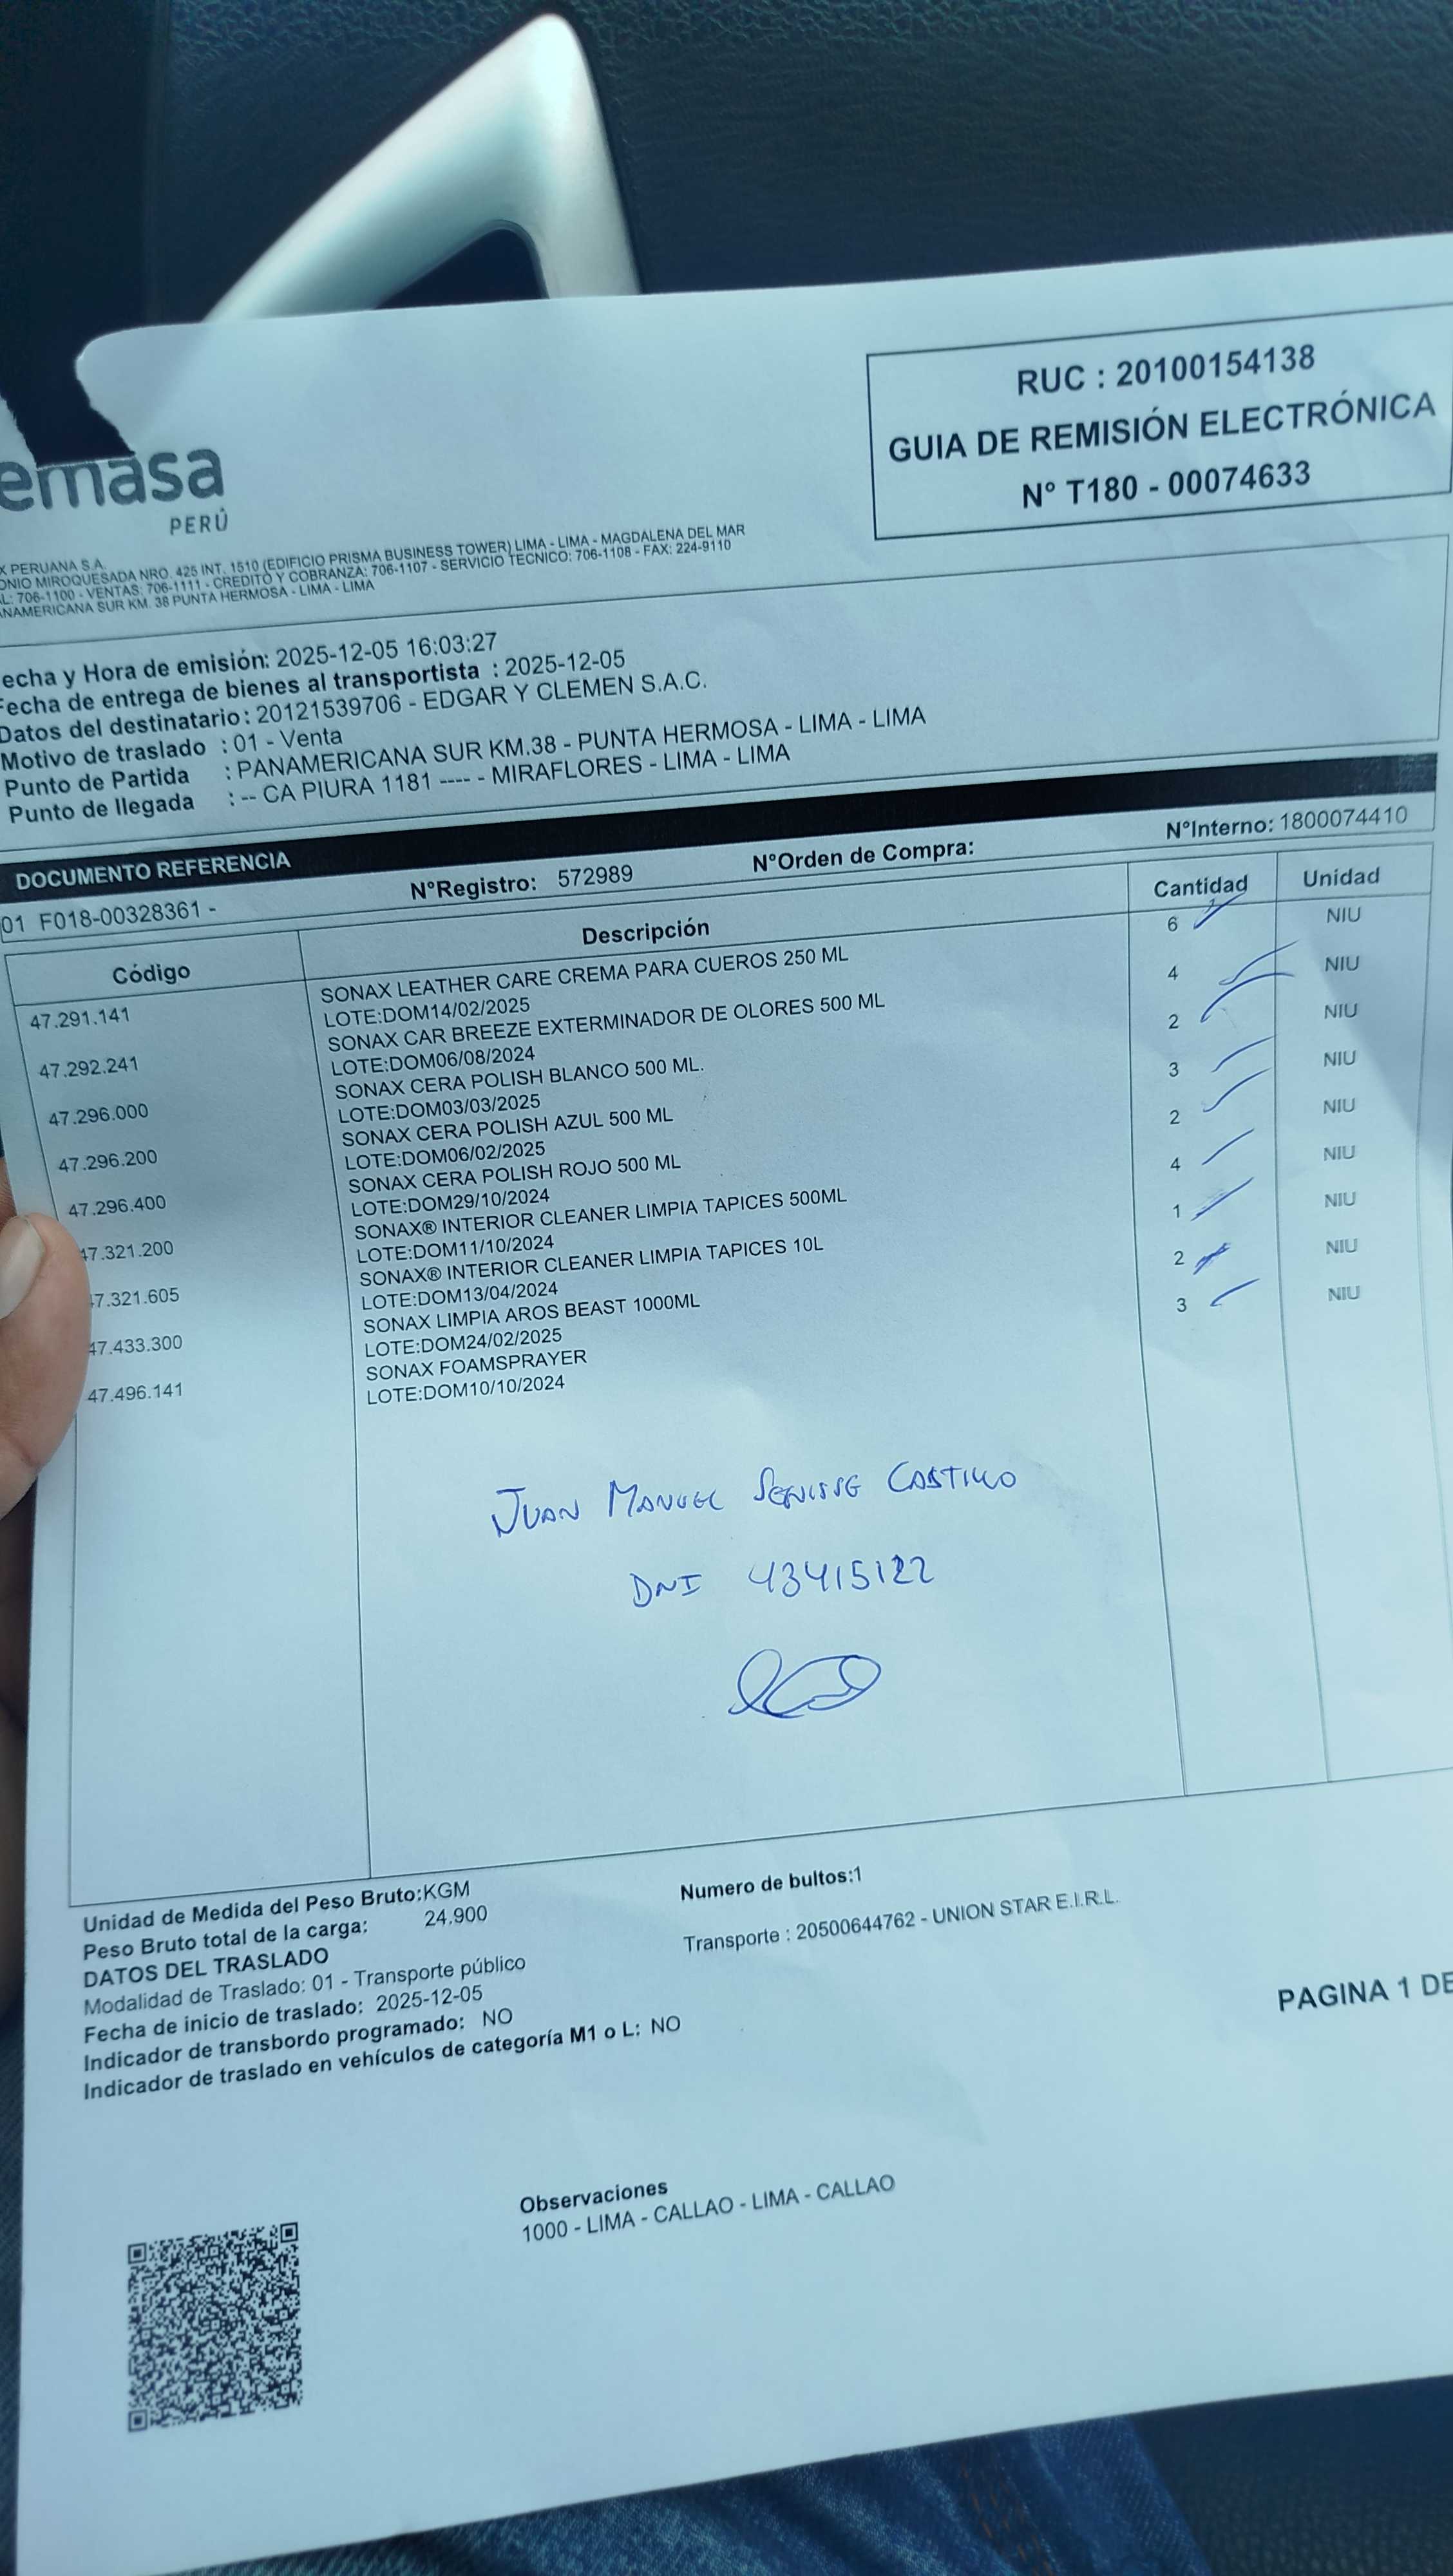 emasa
PERÚ
RUC : 20100154138
GUIA DE REMISIÓN ELECTRÓNICA
N° T180 - 00074633
X PERUANA S.A.
ONIO MIROQUESADA NRO. 425 INT. 1510 (EDIFICIO PRISMA BUSINESS TOWER) LIMA - LIMA - MAGDALENA DEL MAR
AL: 706-1100 - VENTAS: 706-1111 - CREDITO Y COBRANZA: 706-1107 - SERVICIO TECNICO: 706-1108 - FAX: 224-9110
ANAMERICANA SUR KM. 38 PUNTA HERMOSA - LIMA - LIMA
echa y Hora de emisión: 2025-12-05 16:03:27
Fecha de entrega de bienes al transportista : 2025-12-05
Datos del destinatario : 20121539706 - EDGAR Y CLEMEN S.A.C.
Motivo de traslado : 01 - Venta
Punto de Partida : PANAMERICANA SUR KM.38 - PUNTA HERMOSA - LIMA - LIMA
Punto de llegada : -- CA PIURA 1181 ---- - MIRAFLORES - LIMA - LIMA
DOCUMENTO REFERENCIA
01 F018-00328361 - N°Registro: 572989 N°Orden de Compra: N°Interno: 1800074410
Código Descripción Cantidad Unidad
47.291.141 SONAX LEATHER CARE CREMA PARA CUEROS 250 ML 6 NIU
LOTE:DOM14/02/2025
47.292.241 SONAX CAR BREEZE EXTERMINADOR DE OLORES 500 ML 4 NIU
LOTE:DOM06/08/2024
47.296.000 SONAX CERA POLISH BLANCO 500 ML. 2 NIU
LOTE:DOM03/03/2025
47.296.200 SONAX CERA POLISH AZUL 500 ML 3 NIU
LOTE:DOM06/02/2025
47.296.400 SONAX CERA POLISH ROJO 500 ML 2 NIU
LOTE:DOM29/10/2024
47.321.200 SONAX® INTERIOR CLEANER LIMPIA TAPICES 500ML 4 NIU
LOTE:DOM11/10/2024
47.321.605 SONAX® INTERIOR CLEANER LIMPIA TAPICES 10L 1 NIU
LOTE:DOM13/04/2024
47.433.300 SONAX LIMPIA AROS BEAST 1000ML 2 NIU
LOTE:DOM24/02/2025
47.496.141 SONAX FOAMSPRAYER 3 NIU
LOTE:DOM10/10/2024
JUAN MANUEL SENISSE CASTILLO
DNI 43415122
Unidad de Medida del Peso Bruto:KGM Numero de bultos:1
Peso Bruto total de la carga: 24.900
DATOS DEL TRASLADO Transporte : 20500644762 - UNION STAR E.I.R.L.
Modalidad de Traslado: 01 - Transporte público
Fecha de inicio de traslado: 2025-12-05
Indicador de transbordo programado: NO
Indicador de traslado en vehículos de categoría M1 o L: NO
PAGINA 1 DE
Observaciones
1000 - LIMA - CALLAO - LIMA - CALLAO